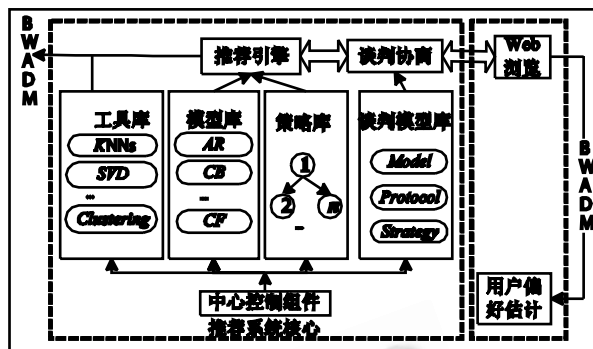 BWADM
推荐引擎
谈判协商
Web
浏览
工具库
KNNs
SVD
...
Clustering
模型库
AR
CB
...
CF
策略库
1
2
n
...
谈判模型库
Model
Protocol
Strategy
BWADM
用户偏
好估计
中心控制组件
推荐系统核心